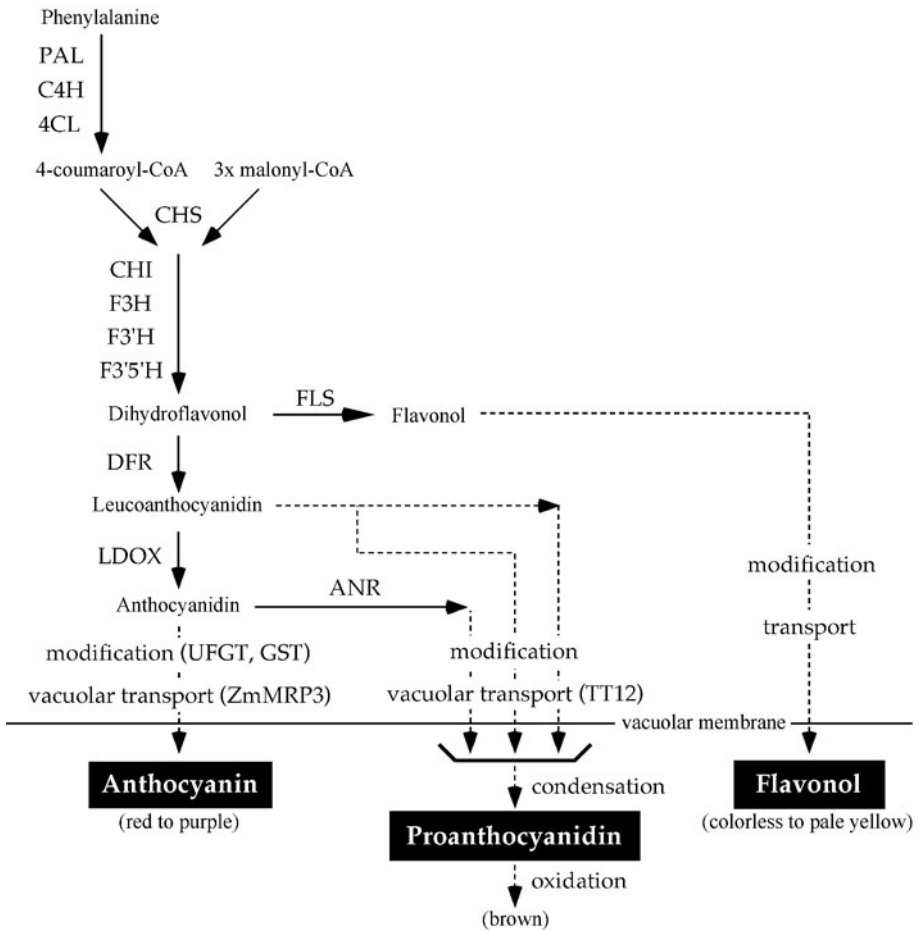 Phenylalanine
PAL
C4H
4CL
4-coumaroyl-CoA 3x malonyl-CoA
CHS
CHI
F3H
F3'H
F3'5'H
Dihydroflavonol FLS Flavonol
DFR
Leucoanthocyanidin
LDOX
Anthocyanidin ANR
modification (UFGT, GST)
vacuolar transport (ZmMRP3)
modification
vacuolar transport (TT12)
modification
transport
vacuolar membrane
Anthocyanin
(red to purple)
condensation
Proanthocyanidin
oxidation
(brown)
Flavonol
(colorless to pale yellow)